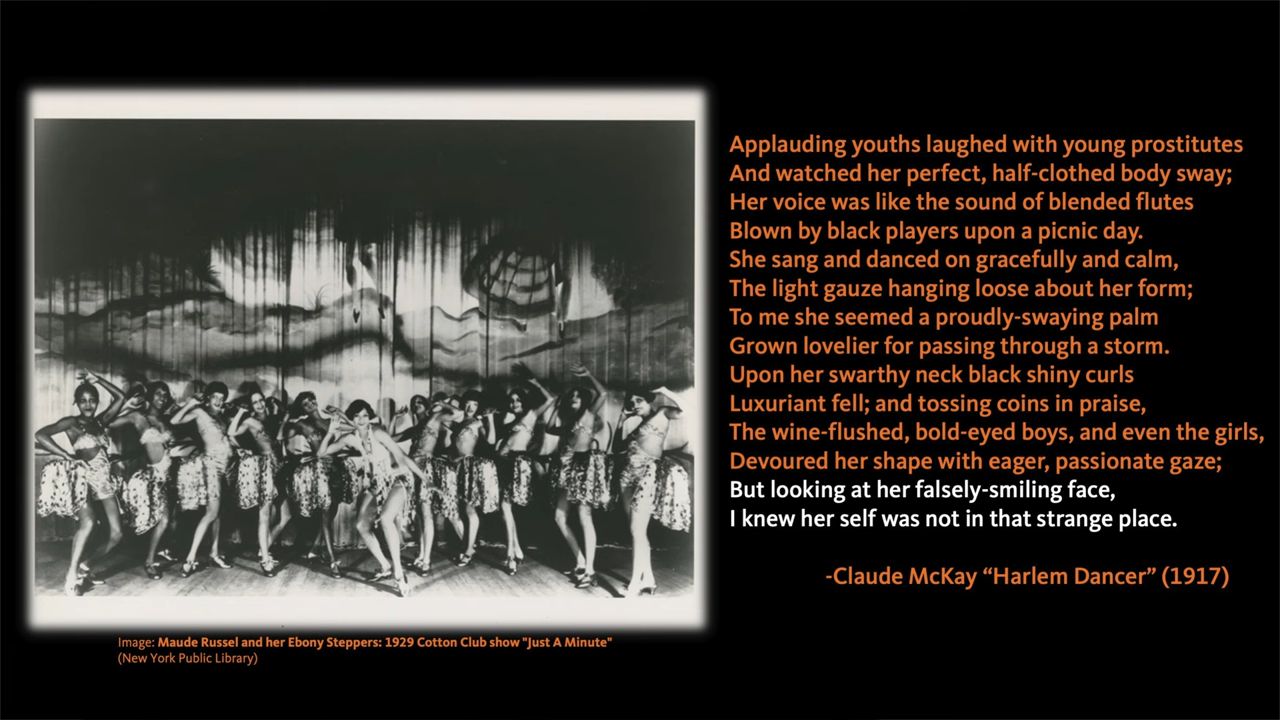 Applauding youths laughed with young prostitutes
And watched her perfect, half-clothed body sway;
Her voice was like the sound of blended flutes
Blown by black players upon a picnic day.
She sang and danced on gracefully and calm,
The light gauze hanging loose about her form;
To me she seemed a proudly-swaying palm
Grown lovelier for passing through a storm.
Upon her swarthy neck black shiny curls
Luxuriant fell; and tossing coins in praise,
The wine-flushed, bold-eyed boys, and even the girls,
Devoured her shape with eager, passionate gaze;
But looking at her falsely-smiling face,
I knew her self was not in that strange place.
-Claude McKay “Harlem Dancer” (1917)
Image: Maude Russel and her Ebony Steppers: 1929 Cotton Club show "Just A Minute"
(New York Public Library)